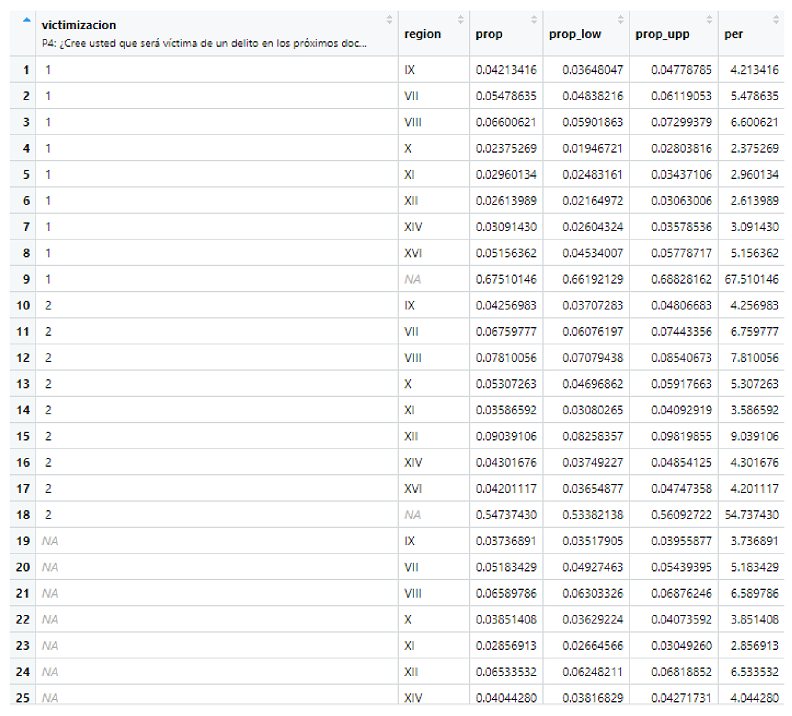 victimizacion region prop prop_low prop_upp per
P4: ¿Cree usted que será víctima de un delito en los próximos doc...
1 1 IX 0.04213416 0.03648047 0.04778785 4.213416
2 1 VII 0.05478635 0.04838216 0.06119053 5.478635
3 1 VIII 0.06600621 0.05901863 0.07299379 6.600621
4 1 X 0.02375269 0.01946721 0.02803816 2.375269
5 1 XI 0.02960134 0.02483161 0.03437106 2.960134
6 1 XII 0.02613989 0.02164972 0.03063006 2.613989
7 1 XIV 0.03091430 0.02604324 0.03578536 3.091430
8 1 XVI 0.05156362 0.04534007 0.05778717 5.156362
9 1 NA 0.67510146 0.66192129 0.68828162 67.510146
10 2 IX 0.04256983 0.03707283 0.04806683 4.256983
11 2 VII 0.06759777 0.06076197 0.07443356 6.759777
12 2 VIII 0.07810056 0.07079438 0.08540673 7.810056
13 2 X 0.05307263 0.04696862 0.05917663 5.307263
14 2 XI 0.03586592 0.03080265 0.04092919 3.586592
15 2 XII 0.09039106 0.08258357 0.09819855 9.039106
16 2 XIV 0.04301676 0.03749227 0.04854125 4.301676
17 2 XVI 0.04201117 0.03654877 0.04747358 4.201117
18 2 NA 0.54737430 0.53382138 0.56092722 54.737430
19 NA IX 0.03736891 0.03517905 0.03955877 3.736891
20 NA VII 0.05183429 0.04927463 0.05439395 5.183429
21 NA VIII 0.06589786 0.06303326 0.06876246 6.589786
22 NA X 0.03851408 0.03629224 0.04073592 3.851408
23 NA XI 0.02856913 0.02664566 0.03049260 2.856913
24 NA XII 0.06533532 0.06248211 0.06818852 6.533532
25 NA XIV 0.04044280 0.03816829 0.04271731 4.044280